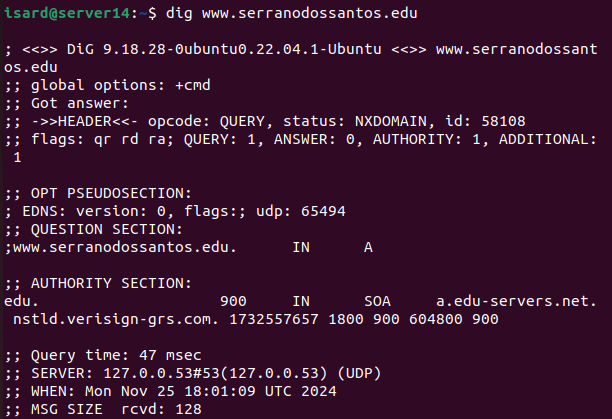 isard@server14:~$ dig www.serranodossantos.edu

; <<>> DiG 9.18.28-0ubuntu0.22.04.1-Ubuntu <<>> www.serranodossant
os.edu
;; global options: +cmd
;; Got answer:
;; ->>HEADER<<- opcode: QUERY, status: NXDOMAIN, id: 58108
;; flags: qr rd ra; QUERY: 1, ANSWER: 0, AUTHORITY: 1, ADDITIONAL:
 1

;; OPT PSEUDOSECTION:
; EDNS: version: 0, flags:; udp: 65494
;; QUESTION SECTION:
;www.serranodossantos.edu.      IN      A

;; AUTHORITY SECTION:
edu.                    900     IN      SOA     a.edu-servers.net.
 nstld.verisign-grs.com. 1732557657 1800 900 604800 900

;; Query time: 47 msec
;; SERVER: 127.0.0.53#53(127.0.0.53) (UDP)
;; WHEN: Mon Nov 25 18:01:09 UTC 2024
;; MSG SIZE  rcvd: 128